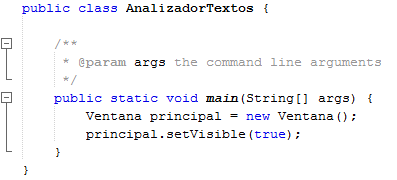 public class AnalizadorTextos {
/**
* @param args the command line arguments
*/
public static void main(String[] args) {
Ventana principal = new Ventana();
principal.setVisible(true);
}
}